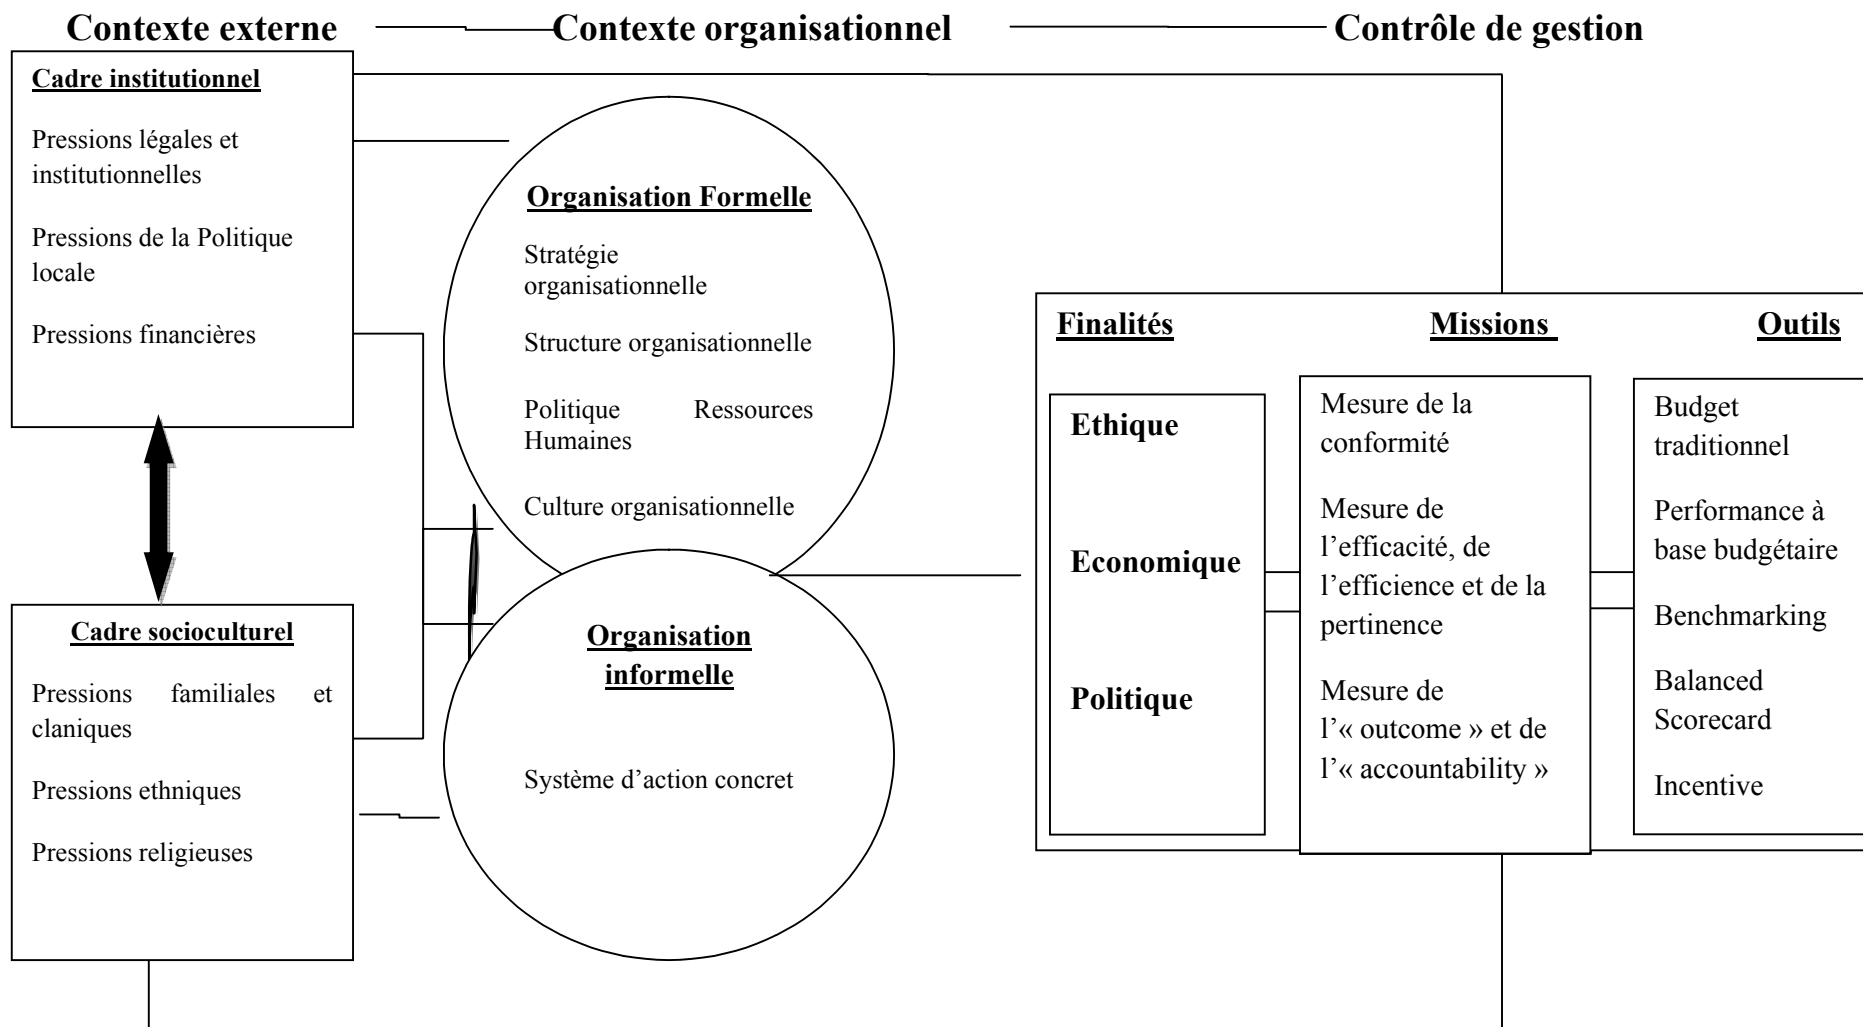 Contexte externe
Contexte organisationnel
Contrôle de gestion
Cadre institutionnel
Pressions légales et
institutionnelles
Pressions de la Politique
locale
Pressions financières
Cadre socioculturel
Pressions familiales et
claniques
Pressions ethniques
Pressions religieuses
Organisation Formelle
Stratégie
organisationnelle
Structure organisationnelle
Politique Ressources
Humaines
Culture organisationnelle
Organisation
informelle
Système d’action concret
Finalités
Ethique
Economique
Politique
Missions
Mesure de la
conformité
Mesure de
l’efficacité, de
l’efficience et de la
pertinence
Mesure de
l’« outcome » et de
l’« accountability »
Outils
Budget
traditionnel
Performance à
base budgétaire
Benchmarking
Balanced
Scorecard
Incentive